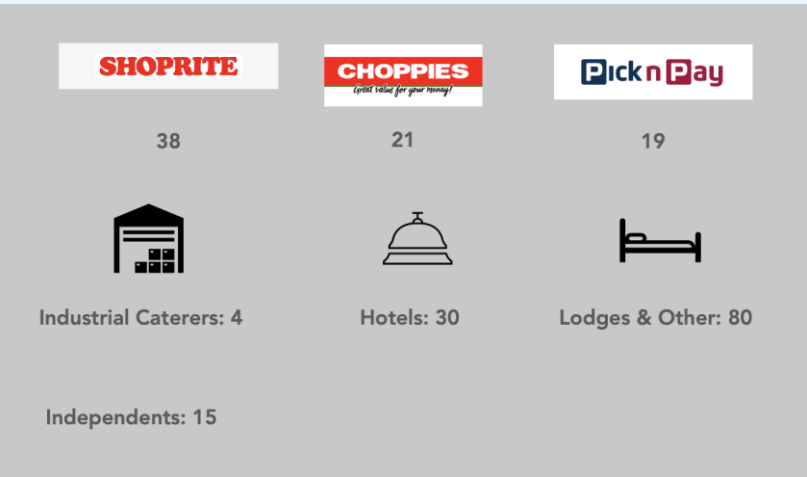 SHOPRITE CHOPPIES Pick n Pay
Great value for your money!
38 21 19
Industrial Caterers: 4 Hotels: 30 Lodges & Other: 80
Independents: 15